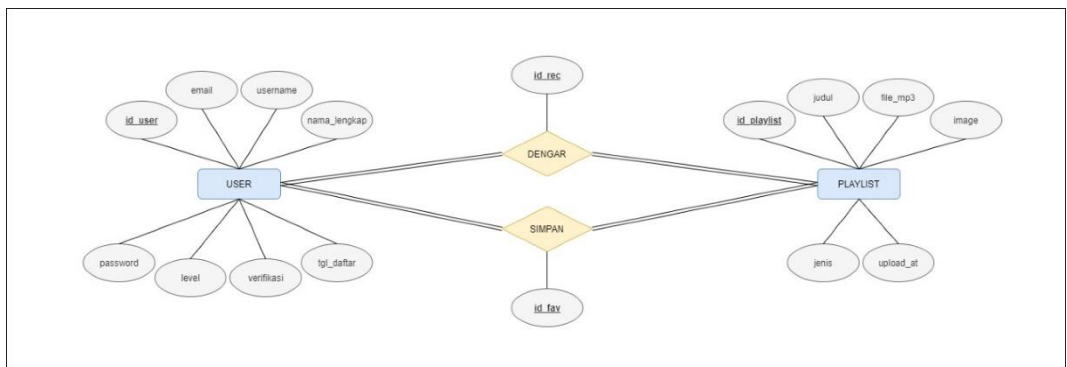 id_rec
email
username
judul
file_mp3
id_user
nama_lengkap
id_playlist
image
DENGAR
USER
PLAYLIST
SIMPAN
password
level
verifikasi
tgl_daftar
jenis
upload_at
id_fav